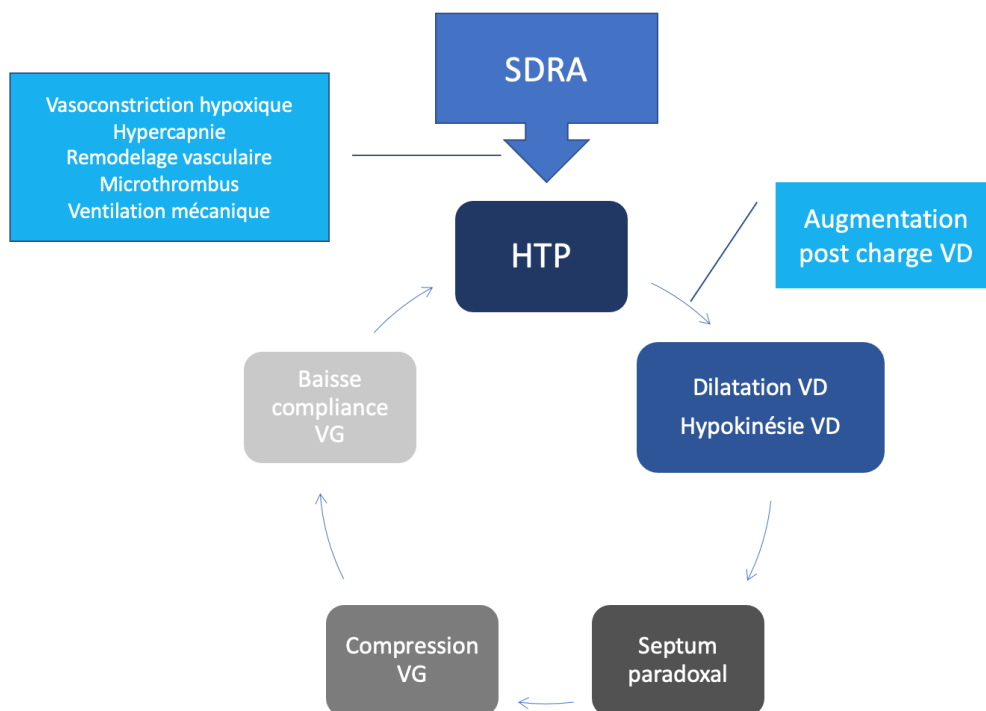 SDRA
Vasoconstriction hypoxique
Hypercapnie
Remodelage vasculaire
Microthrombus
Ventilation mécanique
HTP
Augmentation
post charge VD
Dilatation VD
Hypokinésie VD
Septum
paradoxal
Compression
VG
Baisse
compliance
VG